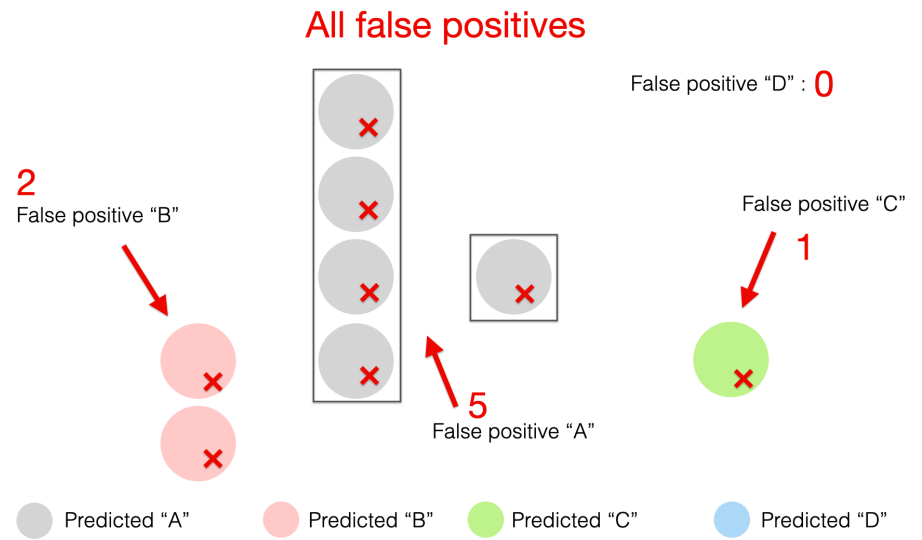 All false positives
False positive “D” : 0
2
False positive “B”
False positive “C”
1
5
False positive “A”
Predicted “A”
Predicted “B”
Predicted “C”
Predicted “D”